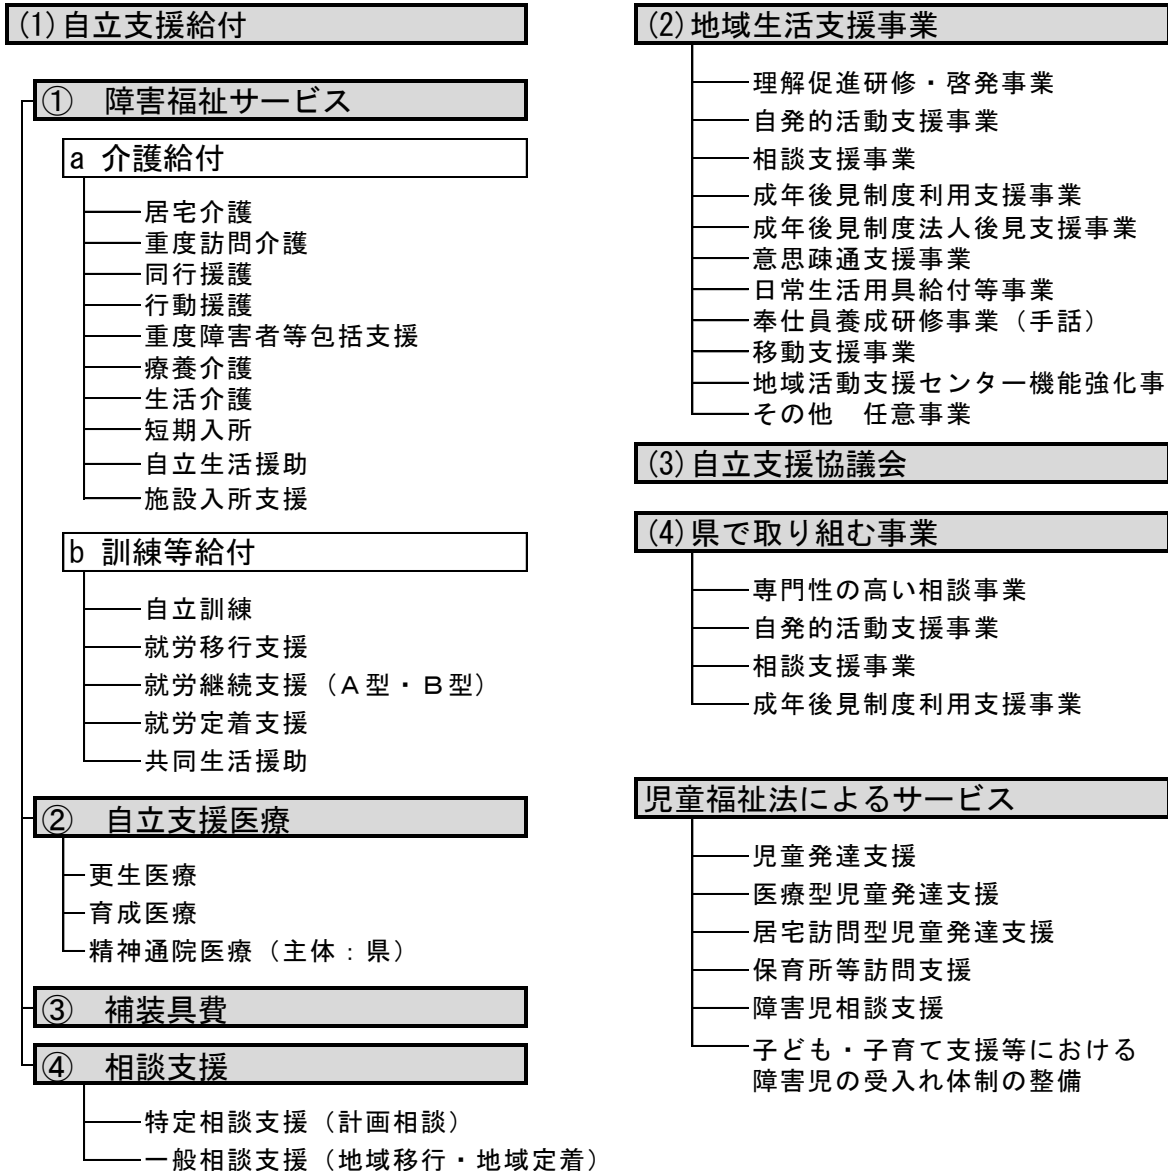 (1)自立支援給付
① 障害福祉サービス
a 介護給付
居宅介護
重度訪問介護
同行援護
行動援護
重度障害者等包括支援
療養介護
生活介護
短期入所
自立生活援助
施設入所支援
b 訓練等給付
自立訓練
就労移行支援
就労継続支援（Ａ型・Ｂ型）
就労定着支援
共同生活援助
② 自立支援医療
更生医療
育成医療
精神通院医療（主体：県）
③ 補装具費
④ 相談支援
特定相談支援（計画相談）
一般相談支援（地域移行・地域定着）
(2)地域生活支援事業
理解促進研修・啓発事業
自発的活動支援事業
相談支援事業
成年後見制度利用支援事業
成年後見制度法人後見支援事業
意思疎通支援事業
日常生活用具給付等事業
奉仕員養成研修事業（手話）
移動支援事業
地域活動支援センター機能強化事
その他　任意事業
(3)自立支援協議会
(4)県で取り組む事業
専門性の高い相談事業
自発的活動支援事業
相談支援事業
成年後見制度利用支援事業
児童福祉法によるサービス
児童発達支援
医療型児童発達支援
居宅訪問型児童発達支援
保育所等訪問支援
障害児相談支援
子ども・子育て支援等における
障害児の受入れ体制の整備